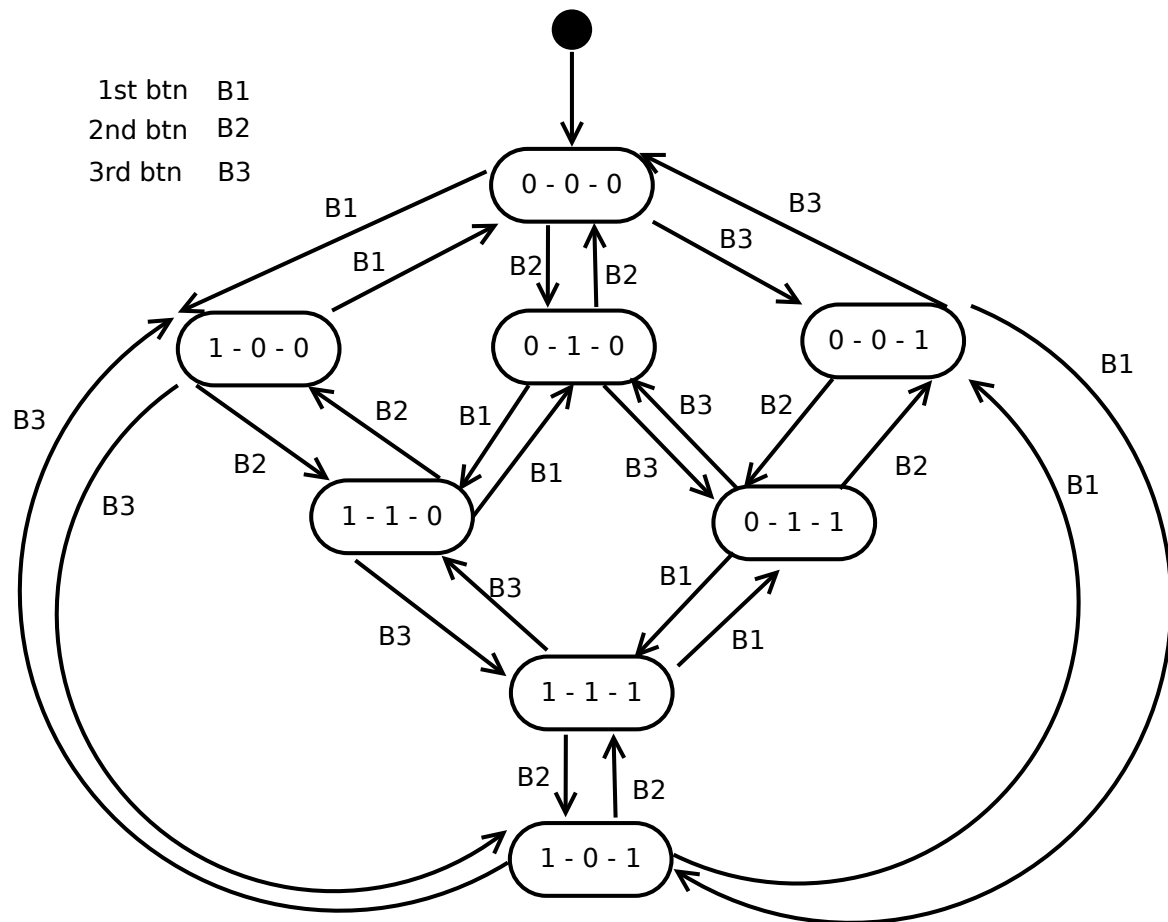 1st btn B1
2nd btn B2
3rd btn B3
0 - 0 - 0
B1
B3
B3
B1
B2
B2
1 - 0 - 0
0 - 1 - 0
0 - 0 - 1
B1
B3
B2
B1
B3
B2
B2
B1
B3
B2
B1
B3
1 - 1 - 0
0 - 1 - 1
B3
B1
B3
B1
1 - 1 - 1
B2
B2
1 - 0 - 1